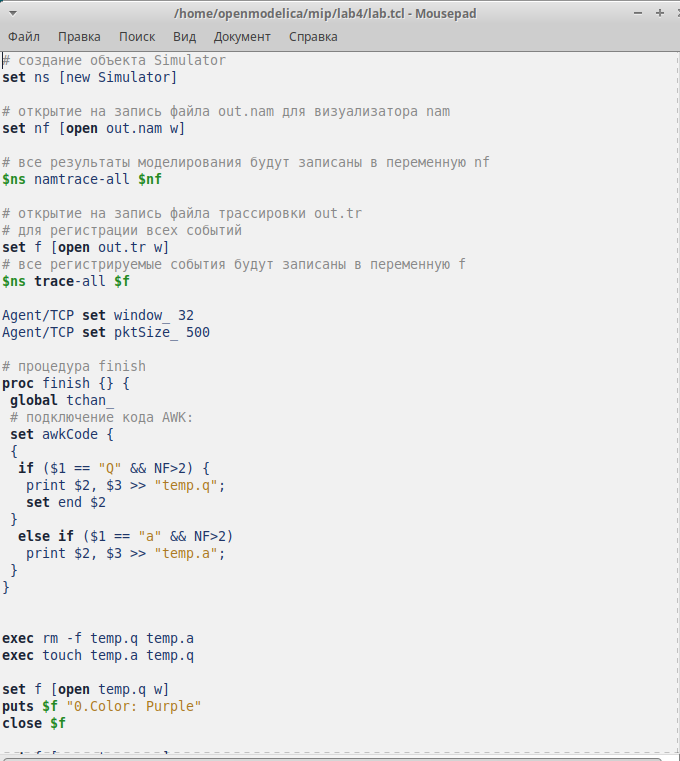 /home/openmodelica/mip/lab4/lab.tcl - Mousepad
Файл Правка Поиск Вид Документ Справка
# создание объекта Simulator
set ns [new Simulator]
# открытие на запись файла out.nam для визуализатора nam
set nf [open out.nam w]
# все результаты моделирования будут записаны в переменную nf
$ns namtrace-all $nf
# открытие на запись файла трассировки out.tr
# для регистрации всех событий
set f [open out.tr w]
# все регистрируемые события будут записаны в переменную f
$ns trace-all $f
Agent/TCP set window_ 32
Agent/TCP set pktSize_ 500
# процедура finish
proc finish {} {
global tchan_
# подключение кода AWK:
set awkCode {
{
if ($1 == "Q" && NF>2) {
print $2, $3 >> "temp.q";
set end $2
}
else if ($1 == "a" && NF>2)
print $2, $3 >> "temp.a";
}
}
exec rm -f temp.q temp.a
exec touch temp.a temp.q
set f [open temp.q w]
puts $f "0.Color: Purple"
close $f